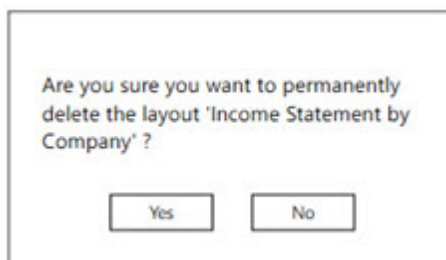 Are you sure you want to permanently
delete the layout 'Income Statement by
Company' ?
Yes No